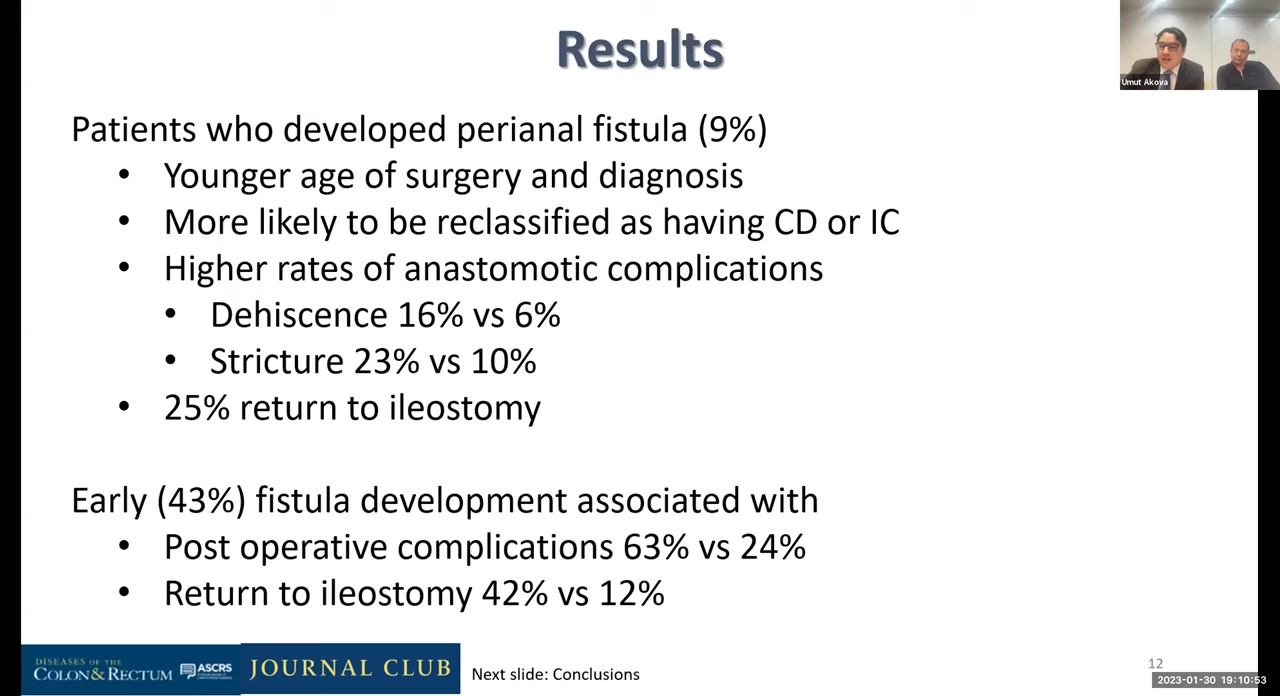 Results
Umut Akova
Patients who developed perianal fistula (9%)
• Younger age of surgery and diagnosis
• More likely to be reclassified as having CD or IC
• Higher rates of anastomotic complications
• Dehiscence 16% vs 6%
• Stricture 23% vs 10%
• 25% return to ileostomy
Early (43%) fistula development associated with
• Post operative complications 63% vs 24%
• Return to ileostomy 42% vs 12%
DISEASES OF THE
COLON&RECTUM
ASCRS
JOURNAL CLUB
Next slide: Conclusions
12
2023-01-30 19:10:53